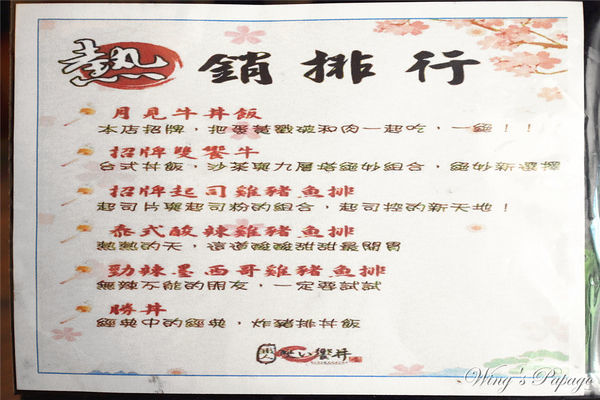 熱銷排行
月見牛丼飯
本店招牌，把蛋黃戳破和肉一起吃，一絕！！
招牌雙饗牛
台式丼飯，沙茶與九層塔絕妙組合，絕妙新選擇
招牌起司雞豬魚排
起司片與起司粉的組合，起司控的新天地！
泰式酸辣雞豬魚排
熱熱的天，這道酸酸甜甜最開胃
勁辣墨西哥雞豬魚排
無辣不能的朋友，一定要試試
勝丼
經典中的經典，炸豬排丼飯
Wing's Papago